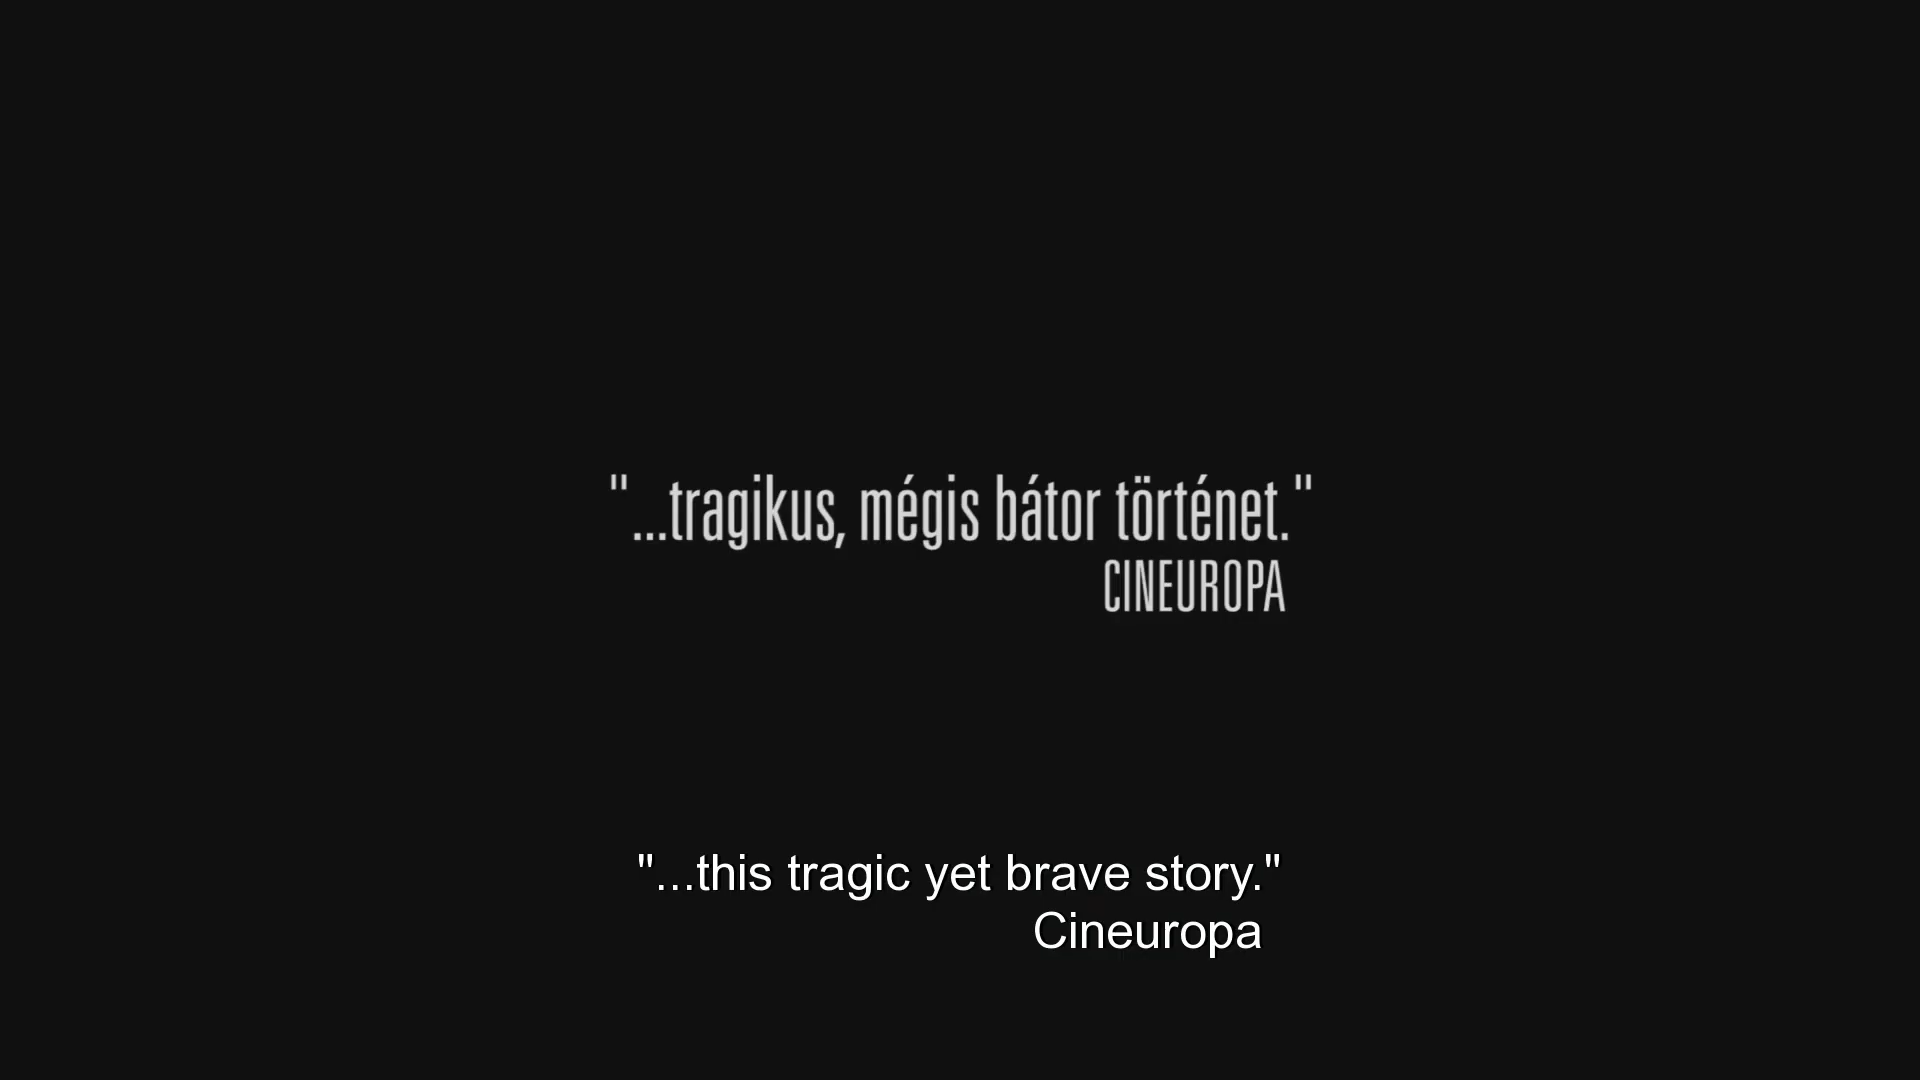 "...tragikus, mégis bátor történet."
CINEUROPA
"...this tragic yet brave story."
Cineuropa